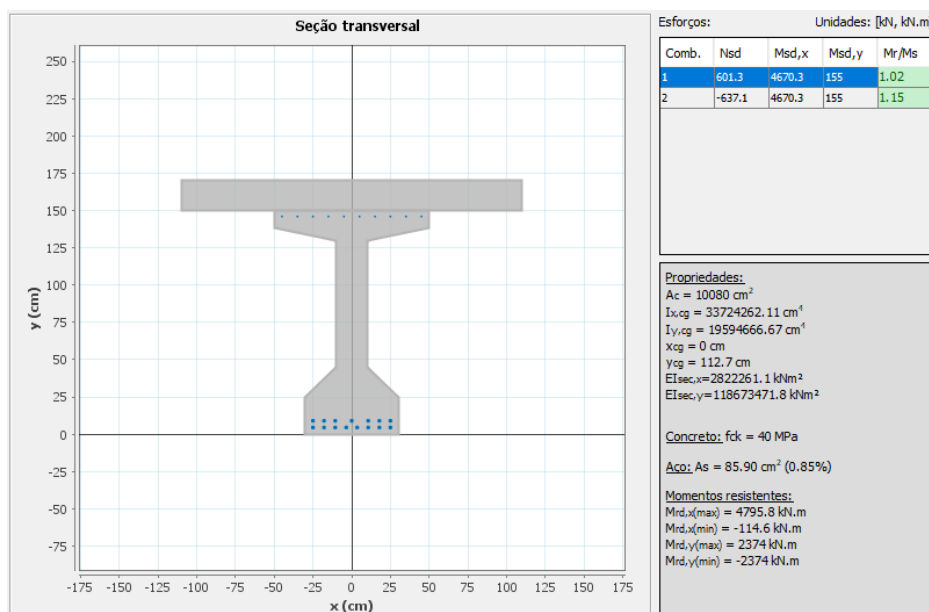 Seção transversal
250
225
200
175
150
125
100
75
50
25
0
-25
-50
-75
y (cm)
-175 -150 -125 -100 -75 -50 -25 0 25 50 75 100 125 150 175
x (cm)
Esforços: Unidades: [kN, kN.m]
Comb. Nsd Msd,x Msd,y Mr/Ms
1 601.3 4670.3 155 1.02
2 -637.1 4670.3 155 1.15
Propriedades:
Ac = 10080 cm²
Ix,cg = 33724262.11 cm⁴
Iy,cg = 19594666.67 cm⁴
xcg = 0 cm
ycg = 112.7 cm
EIsec,x=2822261.1 kNm²
EIsec,y=118673471.8 kNm²
Concreto: fck = 40 MPa
Aço: As = 85.90 cm² (0.85%)
Momentos resistentes:
Mrd,x(max) = 4795.8 kN.m
Mrd,x(min) = -114.6 kN.m
Mrd,y(max) = 2374 kN.m
Mrd,y(min) = -2374 kN.m